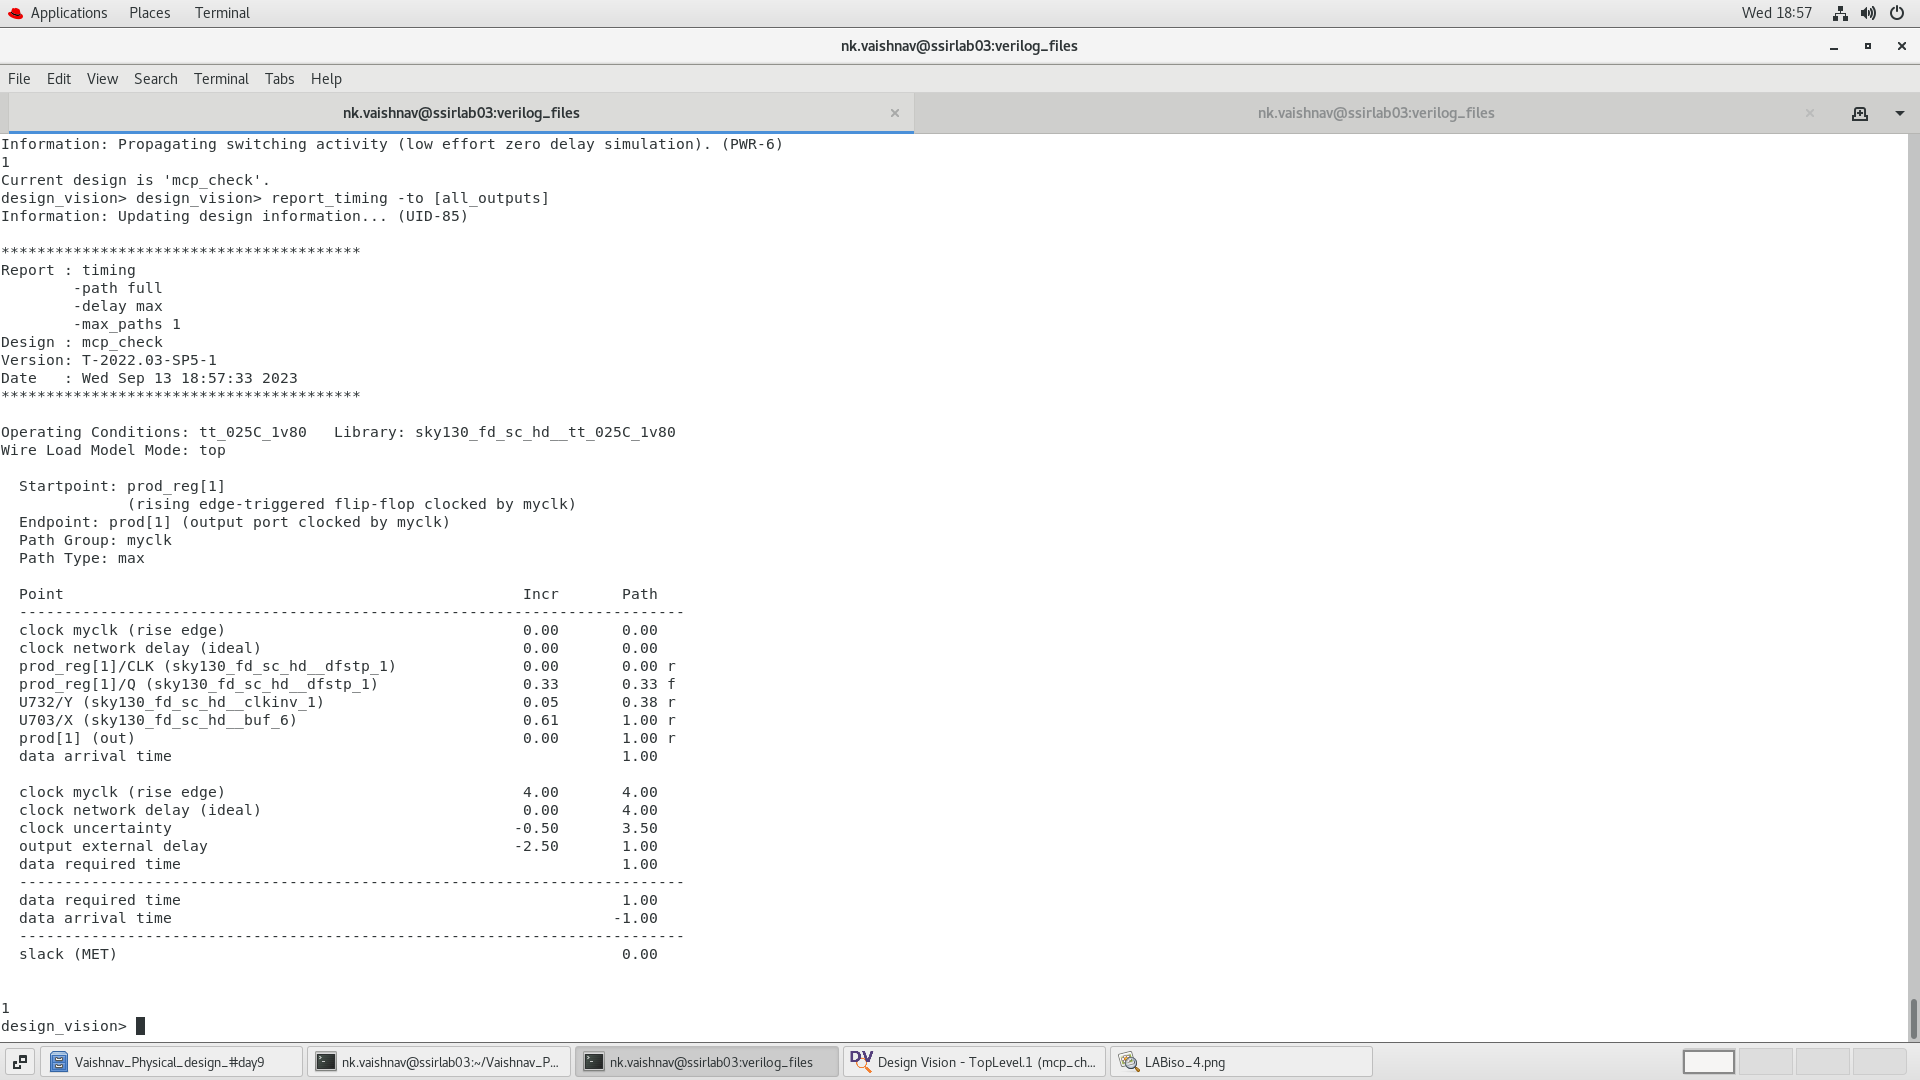 Applications Places Terminal Wed 18:57
nk.vaishnav@ssirlab03:verilog_files
File Edit View Search Terminal Tabs Help
nk.vaishnav@ssirlab03:verilog_files × nk.vaishnav@ssirlab03:verilog_files ×
Information: Propagating switching activity (low effort zero delay simulation). (PWR-6)
1
Current design is 'mcp_check'.
design_vision> design_vision> report_timing -to [all_outputs]
Information: Updating design information... (UID-85)

****************************************
Report : timing
        -path full
        -delay max
        -max_paths 1
Design : mcp_check
Version: T-2022.03-SP5-1
Date   : Wed Sep 13 18:57:33 2023
****************************************

Operating Conditions: tt_025C_1v80   Library: sky130_fd_sc_hd__tt_025C_1v80
Wire Load Model Mode: top

  Startpoint: prod_reg[1]
              (rising edge-triggered flip-flop clocked by myclk)
  Endpoint: prod[1] (output port clocked by myclk)
  Path Group: myclk
  Path Type: max

  Point                                                   Incr       Path
  --------------------------------------------------------------------------
  clock myclk (rise edge)                                 0.00       0.00
  clock network delay (ideal)                             0.00       0.00
  prod_reg[1]/CLK (sky130_fd_sc_hd__dfstp_1)              0.00       0.00 r
  prod_reg[1]/Q (sky130_fd_sc_hd__dfstp_1)                0.33       0.33 f
  U732/Y (sky130_fd_sc_hd__clkinv_1)                      0.05       0.38 r
  U703/X (sky130_fd_sc_hd__buf_6)                         0.61       1.00 r
  prod[1] (out)                                           0.00       1.00 r
  data arrival time                                                  1.00

  clock myclk (rise edge)                                 4.00       4.00
  clock network delay (ideal)                             0.00       4.00
  clock uncertainty                                      -0.50       3.50
  output external delay                                  -2.50       1.00
  data required time                                                 1.00
  --------------------------------------------------------------------------
  data required time                                                 1.00
  data arrival time                                                 -1.00
  --------------------------------------------------------------------------
  slack (MET)                                                        0.00


1
design_vision>
Vaishnav_Physical_design_#day9 nk.vaishnav@ssirlab03:~/Vaishnav_P... nk.vaishnav@ssirlab03:verilog_files DV Design Vision - TopLevel.1 (mcp_ch... LABiso_4.png